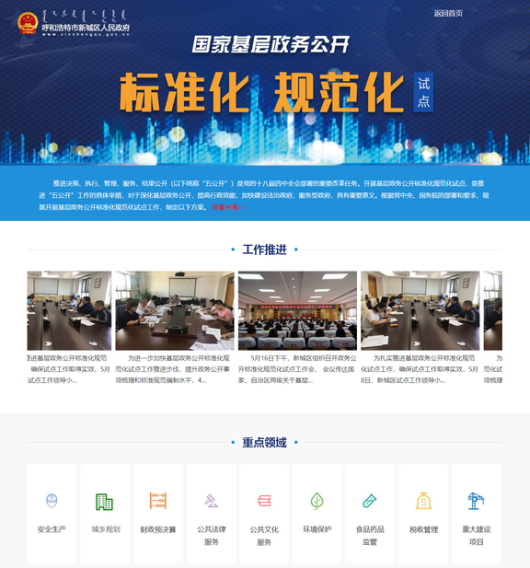 返回首页
呼和浩特市新城区人民政府
www.xinchengqu.gov.cn
国家基层政务公开
标准化 规范化 试点
推进决策、执行、管理、服务、结果公开(以下统称“五公开”)是党的十八届四中全会部署的重要改革任务。开展基层政务公开标准化规范化试点,是推
进“五公开”工作的具体举措,对于深化基层政务公开、提高行政效能、加快建设法治政府、服务型政府,具有重要意义。根据党中央、国务院的部署和要求,现
就开展基层政务公开标准化规范化试点工作,制定以下方案。
工作推进
推进基层政务公开标准化规范
确保试点工作取得实效,5月
试点工作领导小...
为进一步加快基层政务公开标准化规
范化试点工作推进步伐,提升政务公开事
项梳理和标准规范编制水平,4...
5月16日下午,新城区组织召开政务公
开标准化规范化试点工作会, 会议传达国
家、自治区两级关于基层...
为扎实推进基层政务公开标准化规范
化试点工作,确保试点工作取得实效,5月
8日,新城区试点工作领导小...
为
范化试
项梳理
重点领域
安全生产
城乡规划
财政预决算
公共法律
服务
公共文化
服务
环境保护
食品药品
监管
税收管理
重大建设
项目